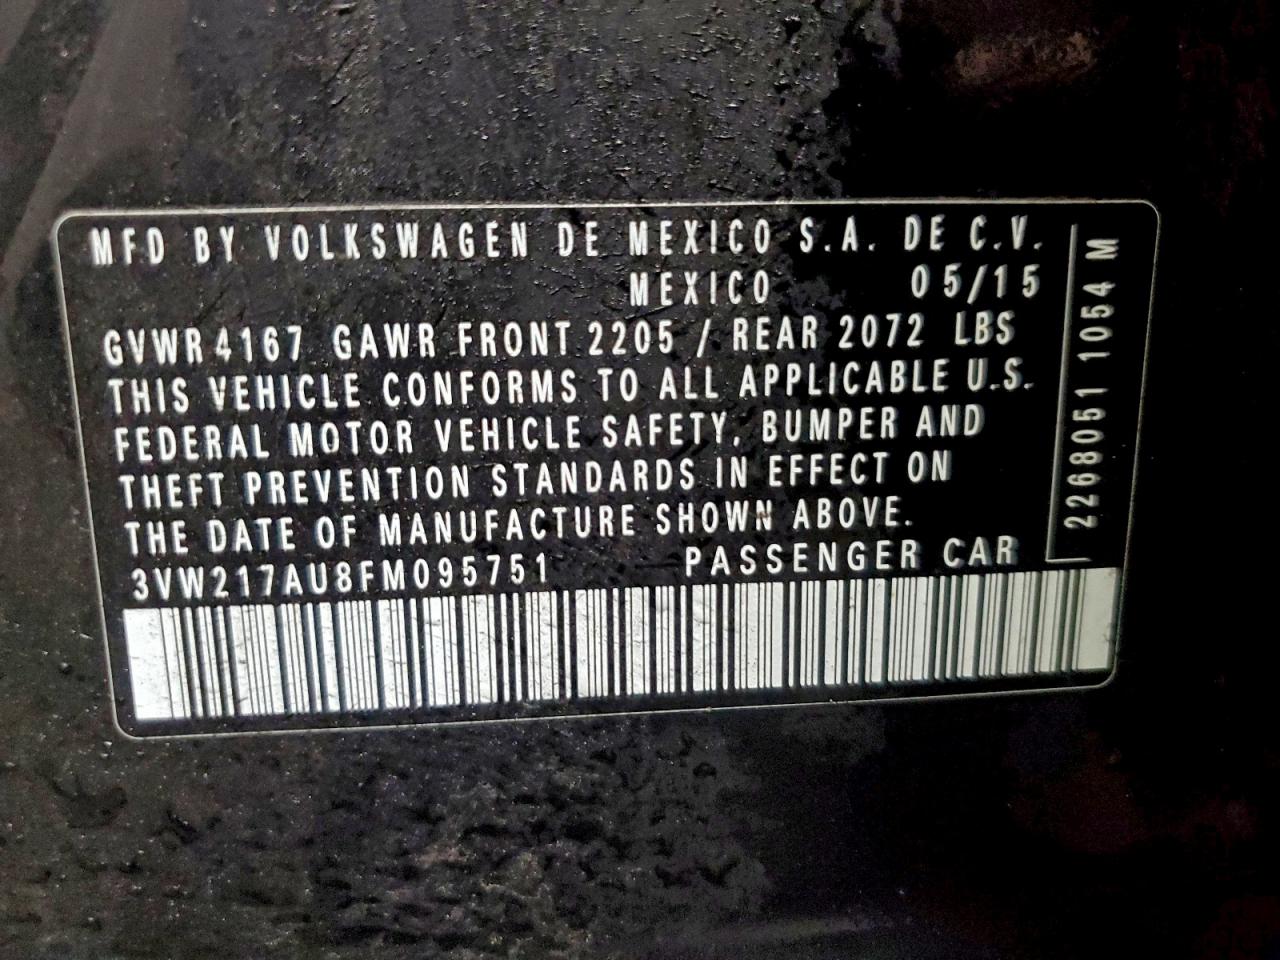 MFD BY VOLKSWAGEN DE MEXICO S.A. DE C.V.
MEXICO 05/15
GVWR 4167 GAWR FRONT 2205 / REAR 2072 LBS
THIS VEHICLE CONFORMS TO ALL APPLICABLE U.S.
FEDERAL MOTOR VEHICLE SAFETY, BUMPER AND
THEFT PREVENTION STANDARDS IN EFFECT ON
THE DATE OF MANUFACTURE SHOWN ABOVE.
3VW217AU8FM095751 PASSENGER CAR
2268051 1054 M